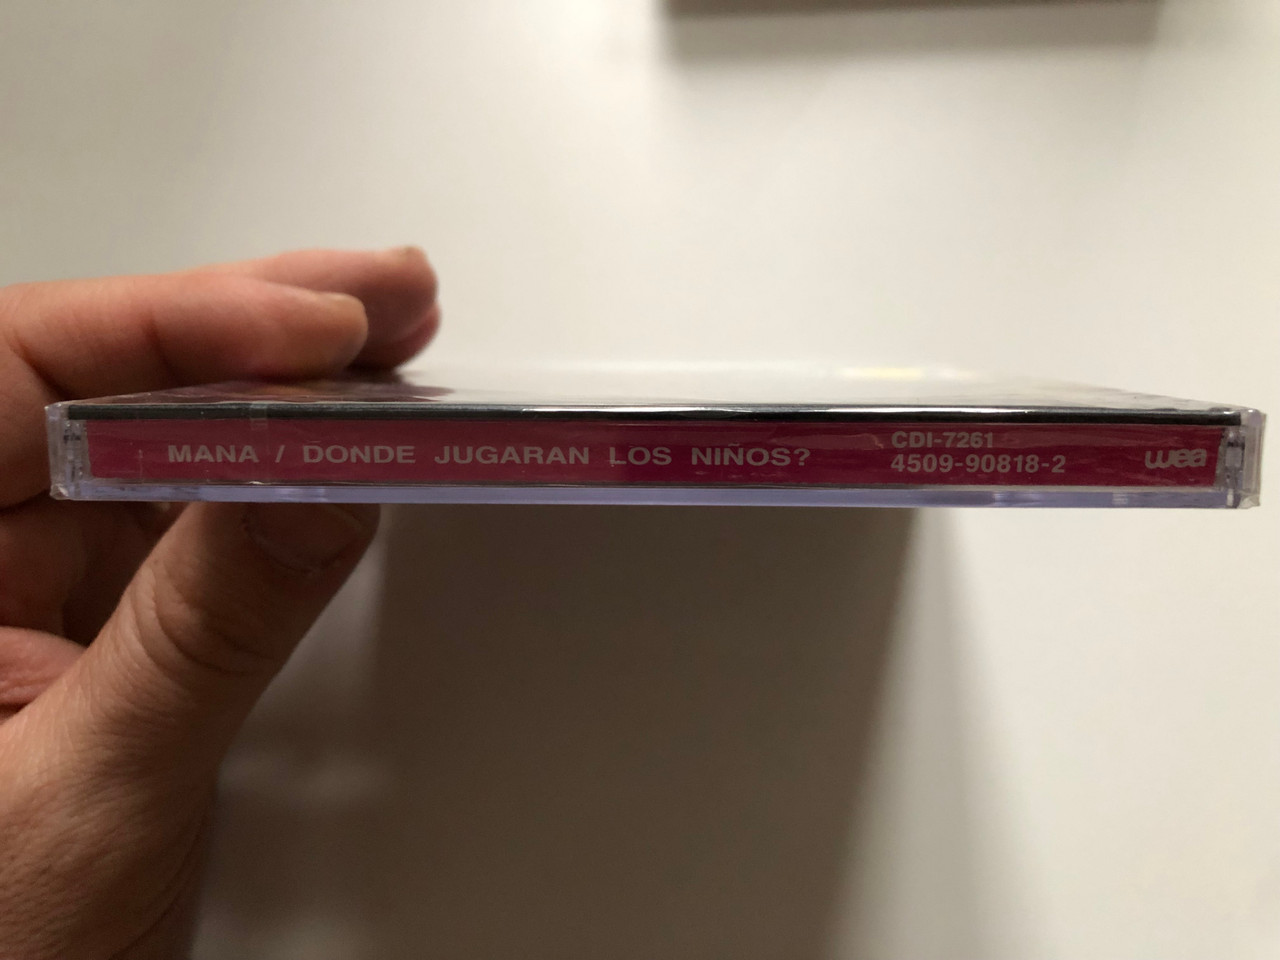 MANA / DONDE JUGARAN LOS NIÑOS?
CDI-7261
4509-90818-2
wea